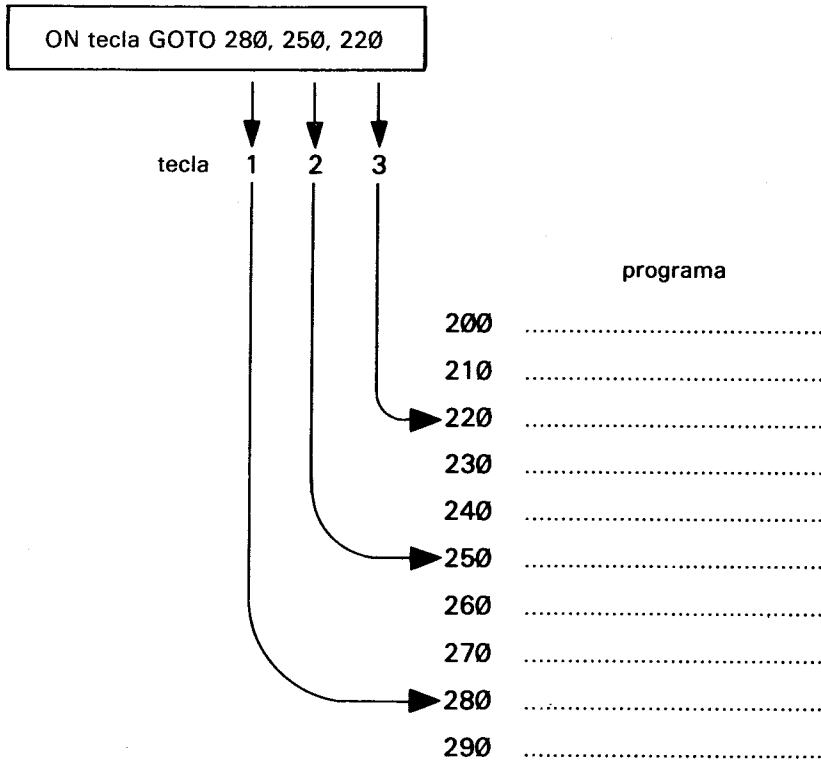 ON tecla GOTO 28Ø, 25Ø, 22Ø
tecla 1 2 3
programa
2ØØ ........................................
21Ø ........................................
22Ø ........................................
23Ø ........................................
24Ø ........................................
25Ø ........................................
26Ø ........................................
27Ø ........................................
28Ø ........................................
29Ø ........................................